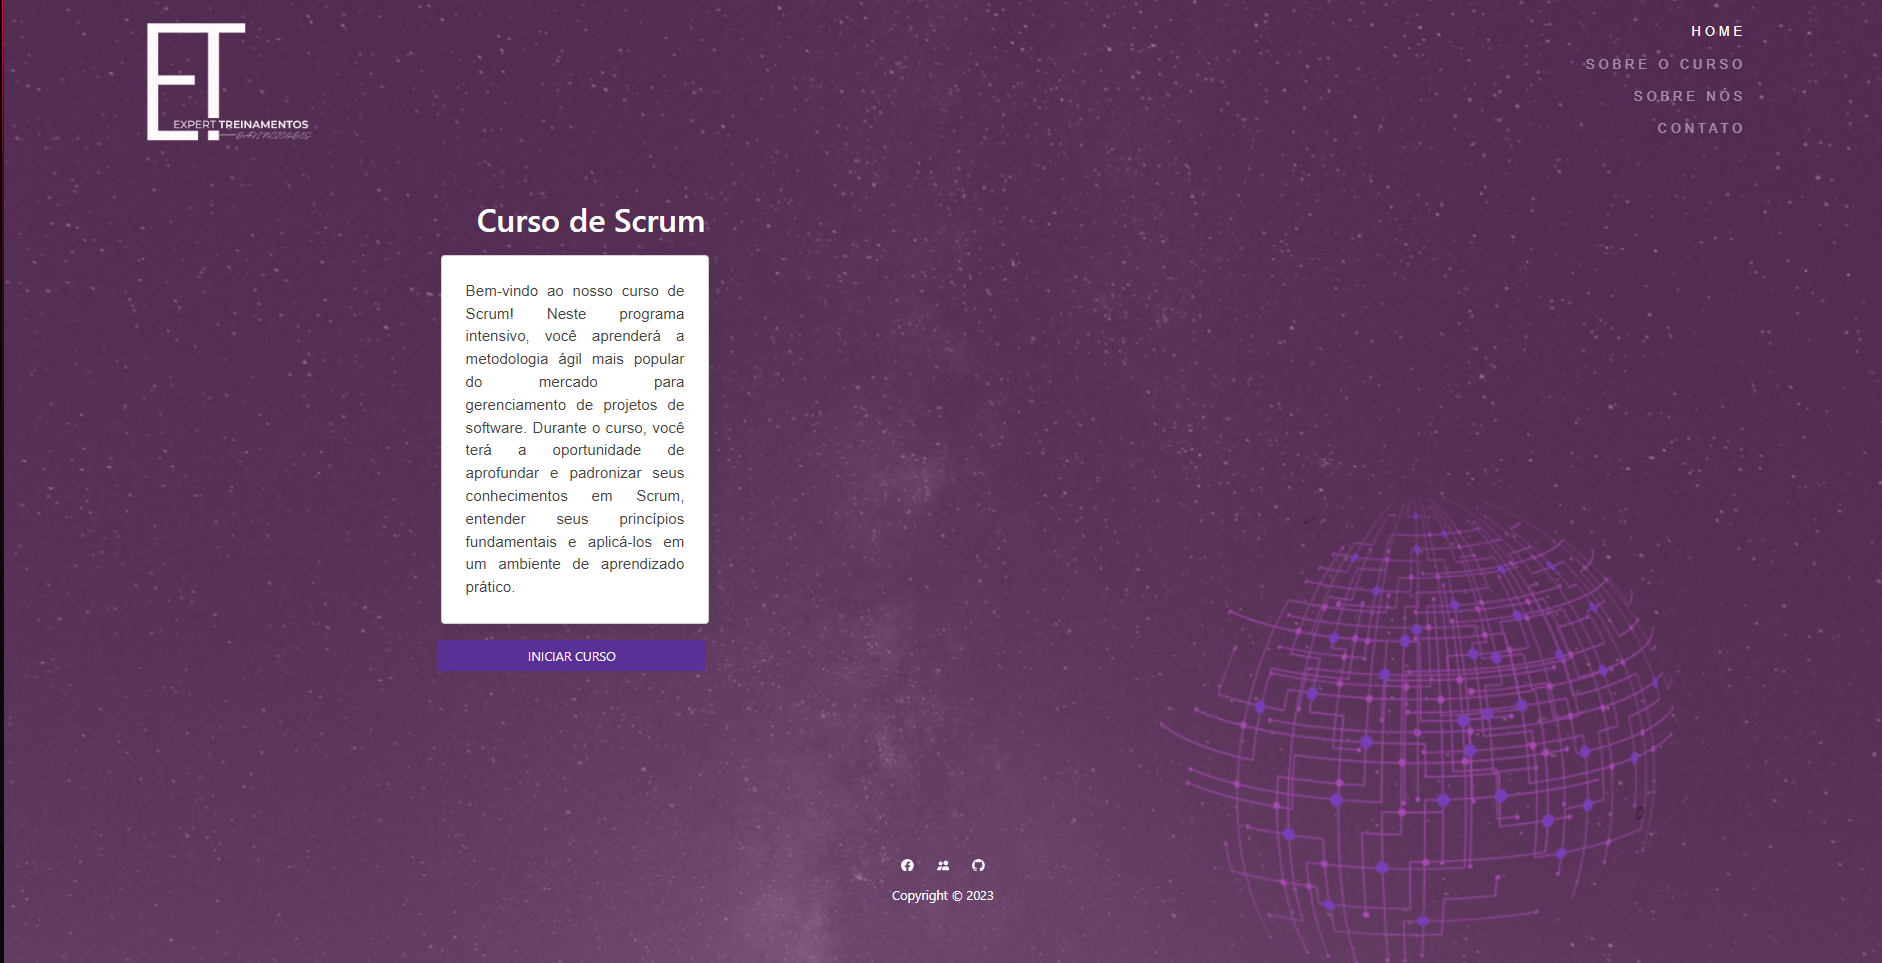 ET
EXPERT TREINAMENTOS
HOME
SOBRE O CURSO
SOBRE NÓS
CONTATO
Curso de Scrum
Bem-vindo ao nosso curso de
Scrum! Neste programa
intensivo, você aprenderá a
metodologia ágil mais popular
do mercado para
gerenciamento de projetos de
software. Durante o curso, você
terá a oportunidade de
aprofundar e padronizar seus
conhecimentos em Scrum,
entender seus princípios
fundamentais e aplicá-los em
um ambiente de aprendizado
prático.
INICIAR CURSO
Copyright © 2023